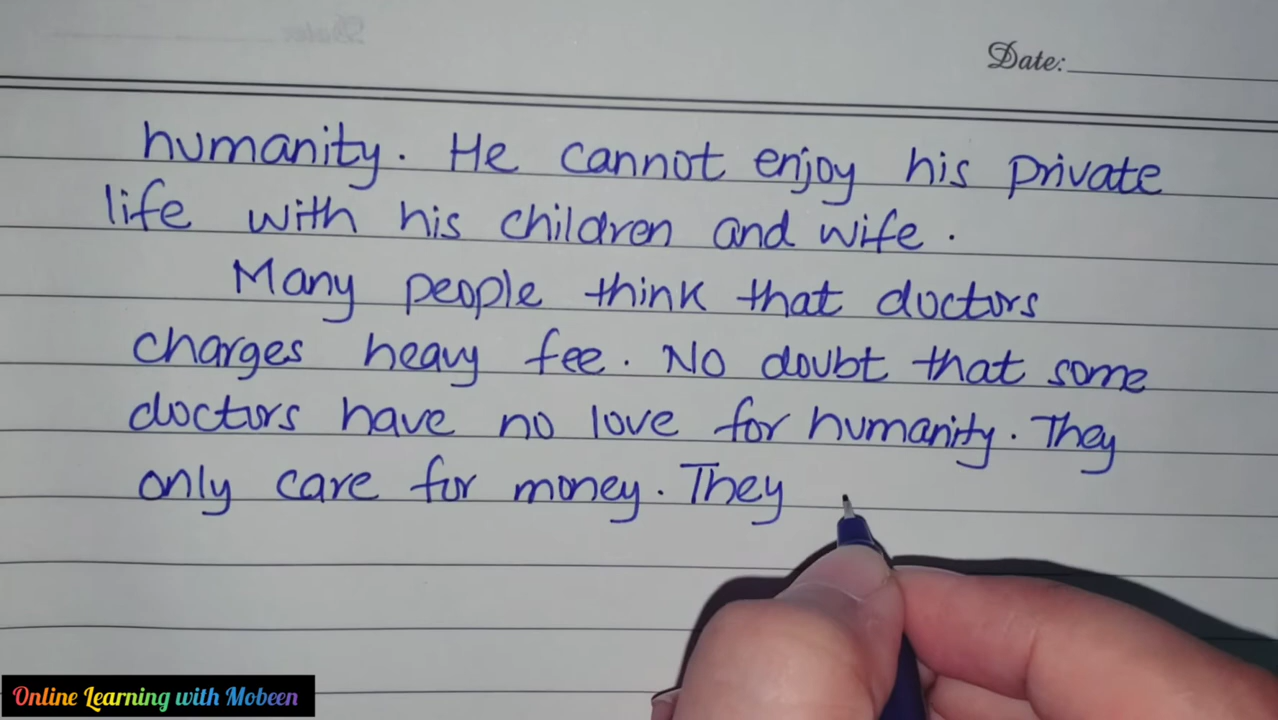 Date:
humanity. He cannot enjoy his private
life with his children and wife.
Many people think that doctors
charges heavy fee. No doubt that some
doctors have no love for humanity. They
only care for money. They
Online Learning with Mobeen